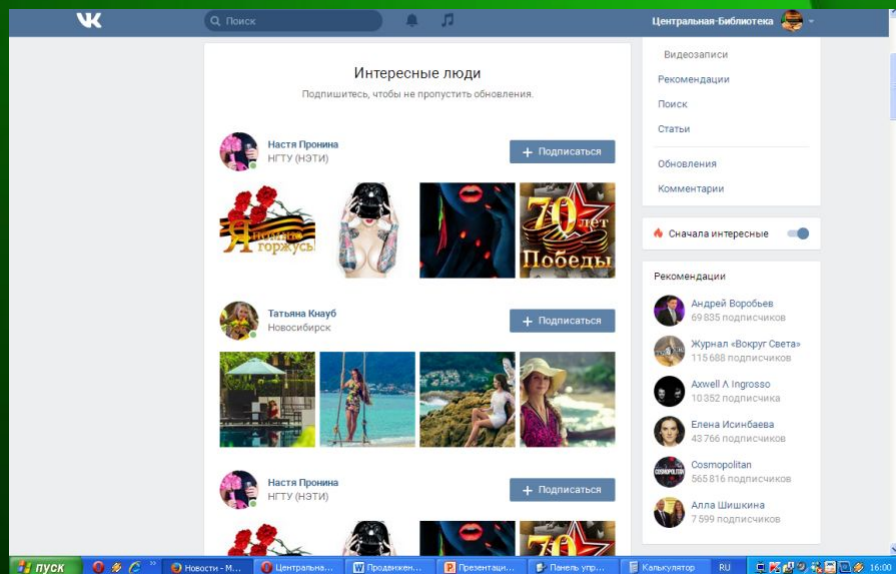 Поиск
Центральная-Библиотека
Интересные люди
Подпишитесь, чтобы не пропустить обновления.
Настя Пронина
НГТУ (НЭТИ)
+ Подписаться
Я
горжусь
70 лет
Победы
Татьяна Кнауб
Новосибирск
+ Подписаться
Настя Пронина
НГТУ (НЭТИ)
+ Подписаться
70 лет
Видеозаписи
Рекомендации
Поиск
Статьи
Обновления
Комментарии
Сначала интересные
Рекомендации
Андрей Воробьев
69 835 подписчиков
Журнал «Вокруг Света»
115 688 подписчиков
Axwell Λ Ingrosso
10 352 подписчика
Елена Исинбаева
43 766 подписчиков
COSMOPOLITAN
Cosmopolitan
565 816 подписчиков
Алла Шишкина
7 599 подписчиков
пуск
Новости - М...
Центральна...
Продвижен...
Презентаци...
Панель упр...
Калькулятор
RU